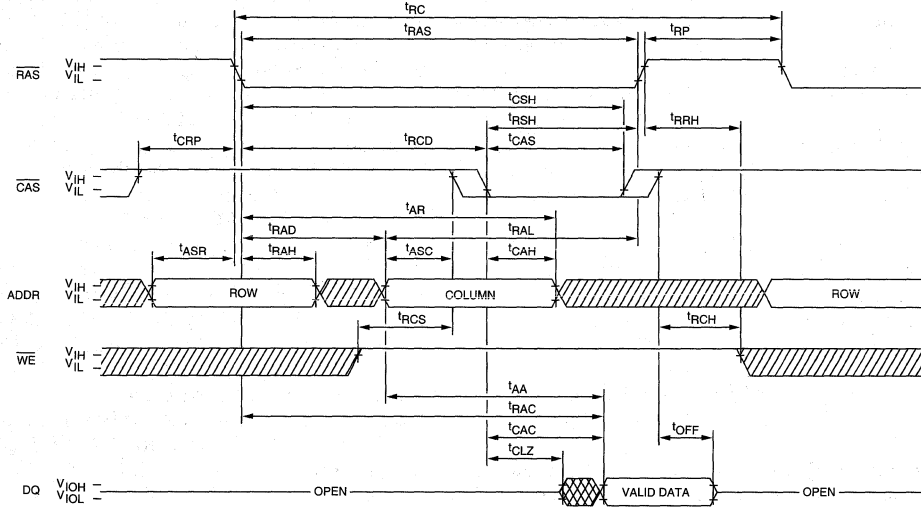 tRC
tRAS
tRP
RAS
VIH
VIL
tCSH
tRSH
tRRH
tCRP
tRCD
tCAS
CAS
VIH
VIL
tAR
tRAD
tRAL
tASR
tRAH
tASC
tCAH
ADDR
VIH
VIL
ROW
COLUMN
ROW
tRCS
tRCH
WE
VIH
VIL
tAA
tRAC
tCAC
tOFF
tCLZ
DQ
VIOH
VIOL
OPEN
VALID DATA
OPEN